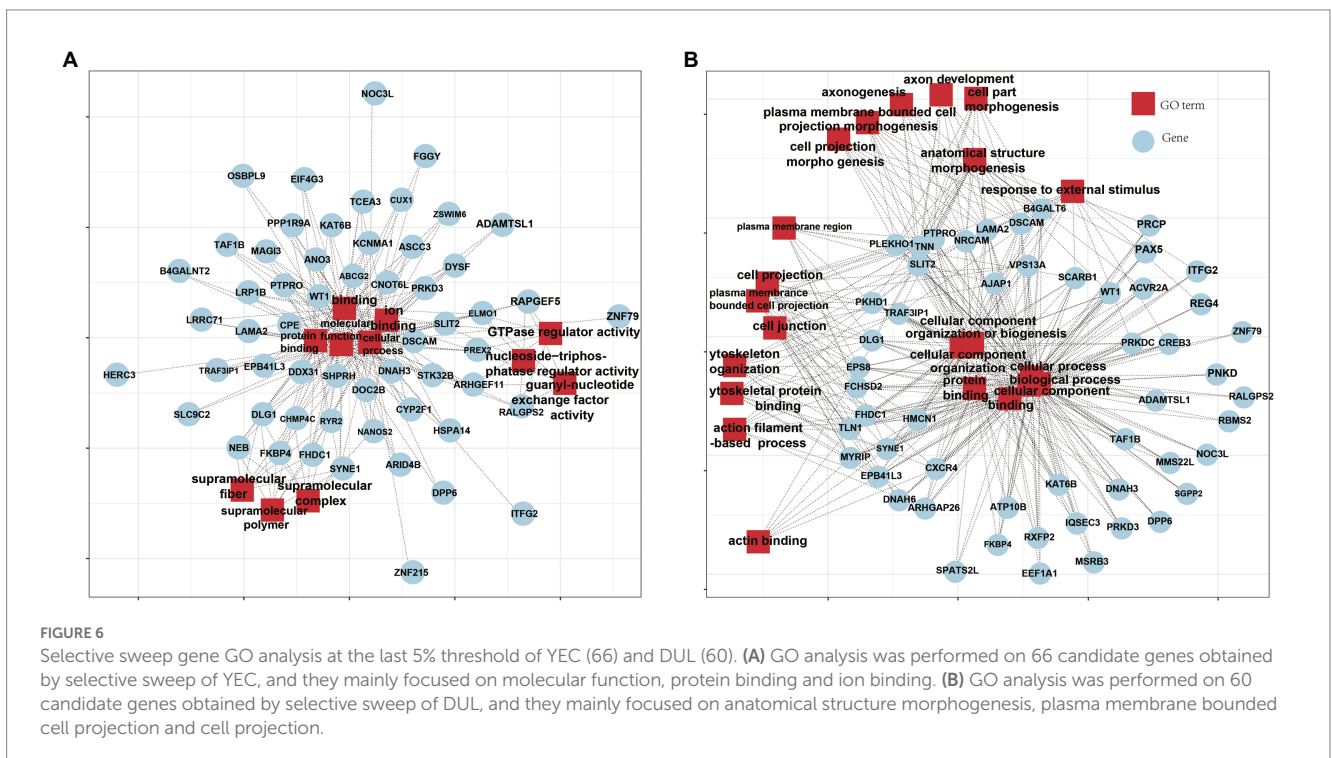 A
NOC3L
FGGY
OSBPL9
EIF4G3
TCEA3
CUX1
ZSWIM6
ADAMTSL1
PPP1R9A
KAT6B
TAF1B
MAGI3
KCNMA1
ASCC3
ANO3
DYSF
B4GALNT2
ABCG2
CNOT6L
PRKD3
LRP1B
PTPRO
WT1
binding
RAPGEF5
ELMO1
ZNF79
LRRC71
LAMA2
CPE
molecular
function
ion
binding
SLIT2
GTPase regulator activity
protein
binding
cellular
prcoess
DSCAM
PREX2
nucleoside-triphos-
phatase regulator activity
HERC3
TRAF3IP1
EPB41L3
DDX31
SHPRH
DNAH3
STK32B
ARHGEF11
guanyl-nucleotide
exchange factor
activity
DOC2B
RALGPS2
SLC9C2
DLG1
CHMP4C
RYR2
CYP2F1
NANOS2
HSPA14
NEB
FKBP4
FHDC1
SYNE1
ARID4B
supramolecular
fiber
supramolecular
complex
supramolecular
polymer
DPP6
ITFG2
ZNF215
B
axon development
axonogenesis
cell part
morphogenesis
GO term
plasma membrane bounded cell
projection morphogenesis
Gene
cell projection
morpho genesis
anatomical structure
morphogenesis
response to external stimulus
B4GALT6
plasma membrane region
DSCAM
PRCP
PTPRO
LAMA2
PLEKHO1
TNN
NRCAM
PAX5
SLIT2
VPS13A
ITFG2
cell projection
AJAP1
SCARB1
WT1
ACVR2A
plasma membrance
bounded cell projection
PKHD1
REG4
TRAF3IP1
cell junction
cellular component
organization or biogenesis
ZNF79
DLG1
PRKDC
CREB3
ytoskeleton
oganization
cellular component
organization
cellular process
biological process
EPS8
PNKD
FCHSD2
protein
binding
cellular component
binding
ytoskeletal protein
binding
ADAMTSL1
RALGPS2
FHDC1
HMCN1
RBMS2
action filament
-based process
TLN1
TAF1B
SYNE1
NOC3L
MYRIP
MMS22L
CXCR4
EPB41L3
KAT6B
DNAH3
SGPP2
DNAH6
ARHGAP26
ATP10B
IQSEC3
PRKD3
DPP6
actin binding
FKBP4
RXFP2
MSRB3
SPATS2L
EEF1A1
FIGURE 6
Selective sweep gene GO analysis at the last 5% threshold of YEC (66) and DUL (60). (A) GO analysis was performed on 66 candidate genes obtained
by selective sweep of YEC, and they mainly focused on molecular function, protein binding and ion binding. (B) GO analysis was performed on 60
candidate genes obtained by selective sweep of DUL, and they mainly focused on anatomical structure morphogenesis, plasma membrane bounded
cell projection and cell projection.